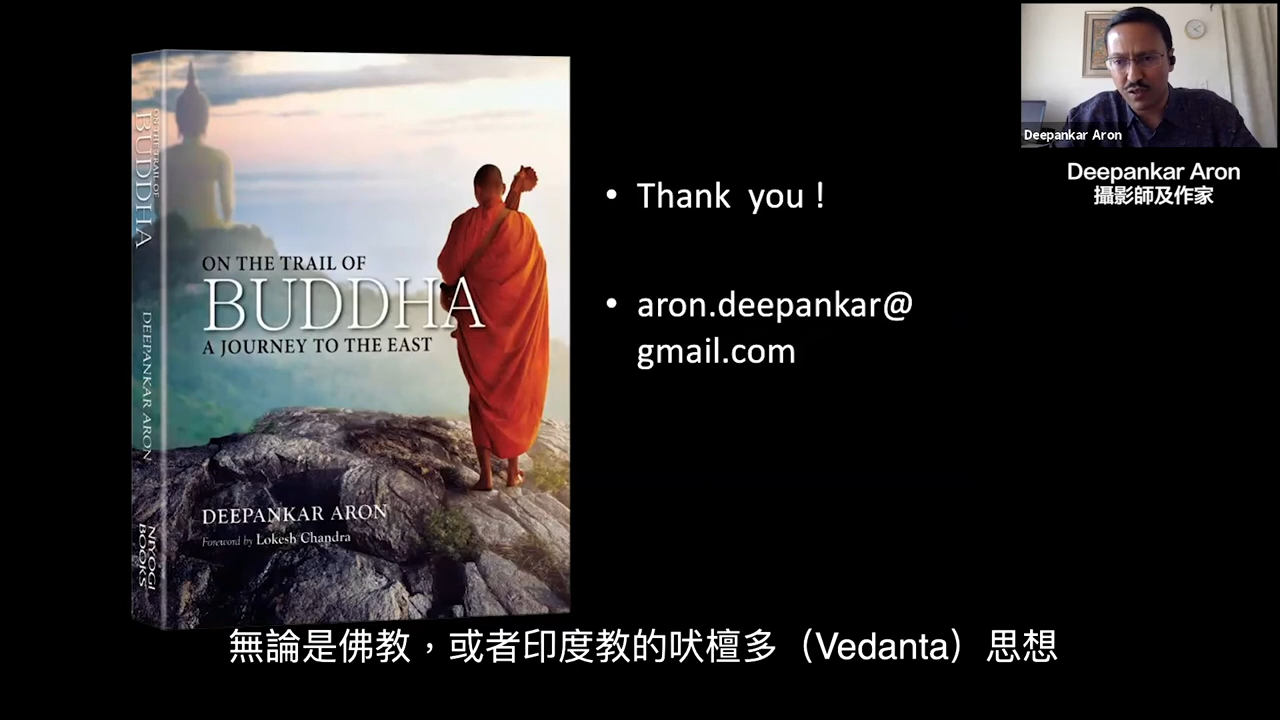 ON THE TRAIL OF
BUDDHA
DEEPANKAR ARON
NIYOGI
BOOKS
ON THE TRAIL OF
BUDDHA
A JOURNEY TO THE EAST
DEEPANKAR ARON
Foreword by Lokesh Chandra
• Thank you !
• aron.deepankar@
gmail.com
Deepankar Aron
Deepankar Aron
攝影師及作家
無論是佛教，或者印度教的吠檀多（Vedanta）思想